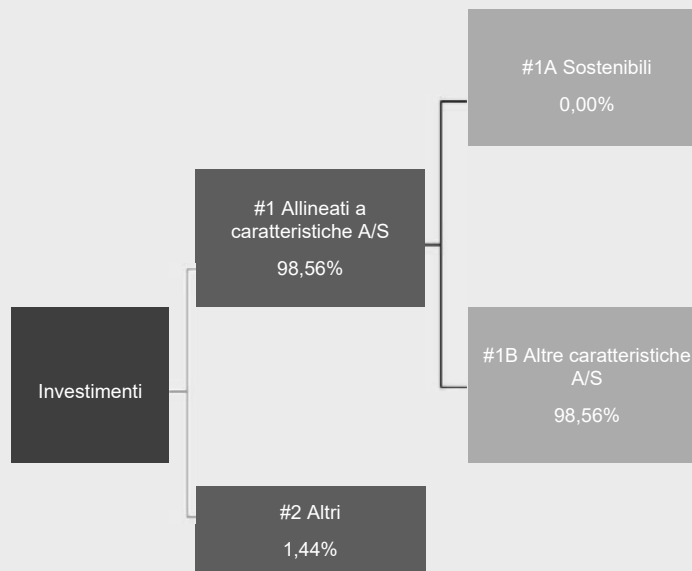 #1A Sostenibili
0,00%
#1 Allineati a
caratteristiche A/S
98,56%
#1B Altre caratteristiche
A/S
98,56%
Investimenti
#2 Altri
1,44%